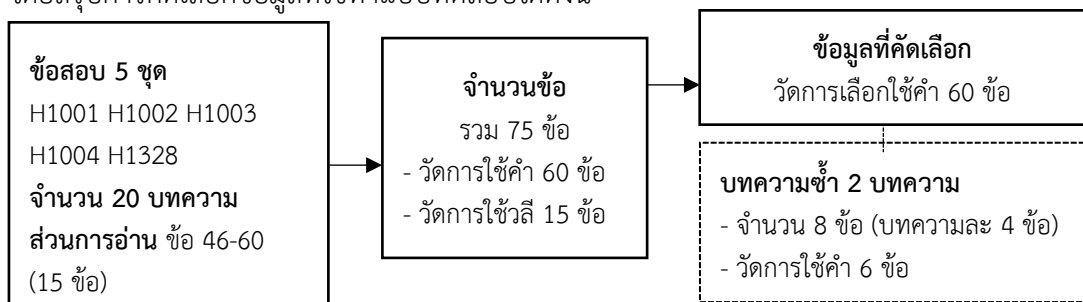 ข้อสอบ 5 ชุด
H1001 H1002 H1003
H1004 H1328
จำนวน 20 บทความ
ส่วนการอ่าน ข้อ 46-60
(15 ข้อ)
จำนวนข้อ
รวม 75 ข้อ
- วัดการใช้คำ 60 ข้อ
- วัดการใช้วลี 15 ข้อ
ข้อมูลที่คัดเลือก
วัดการเลือกใช้คำ 60 ข้อ
บทความซ้ำ 2 บทความ
- จำนวน 8 ข้อ (บทความละ 4 ข้อ)
- วัดการใช้คำ 6 ข้อ